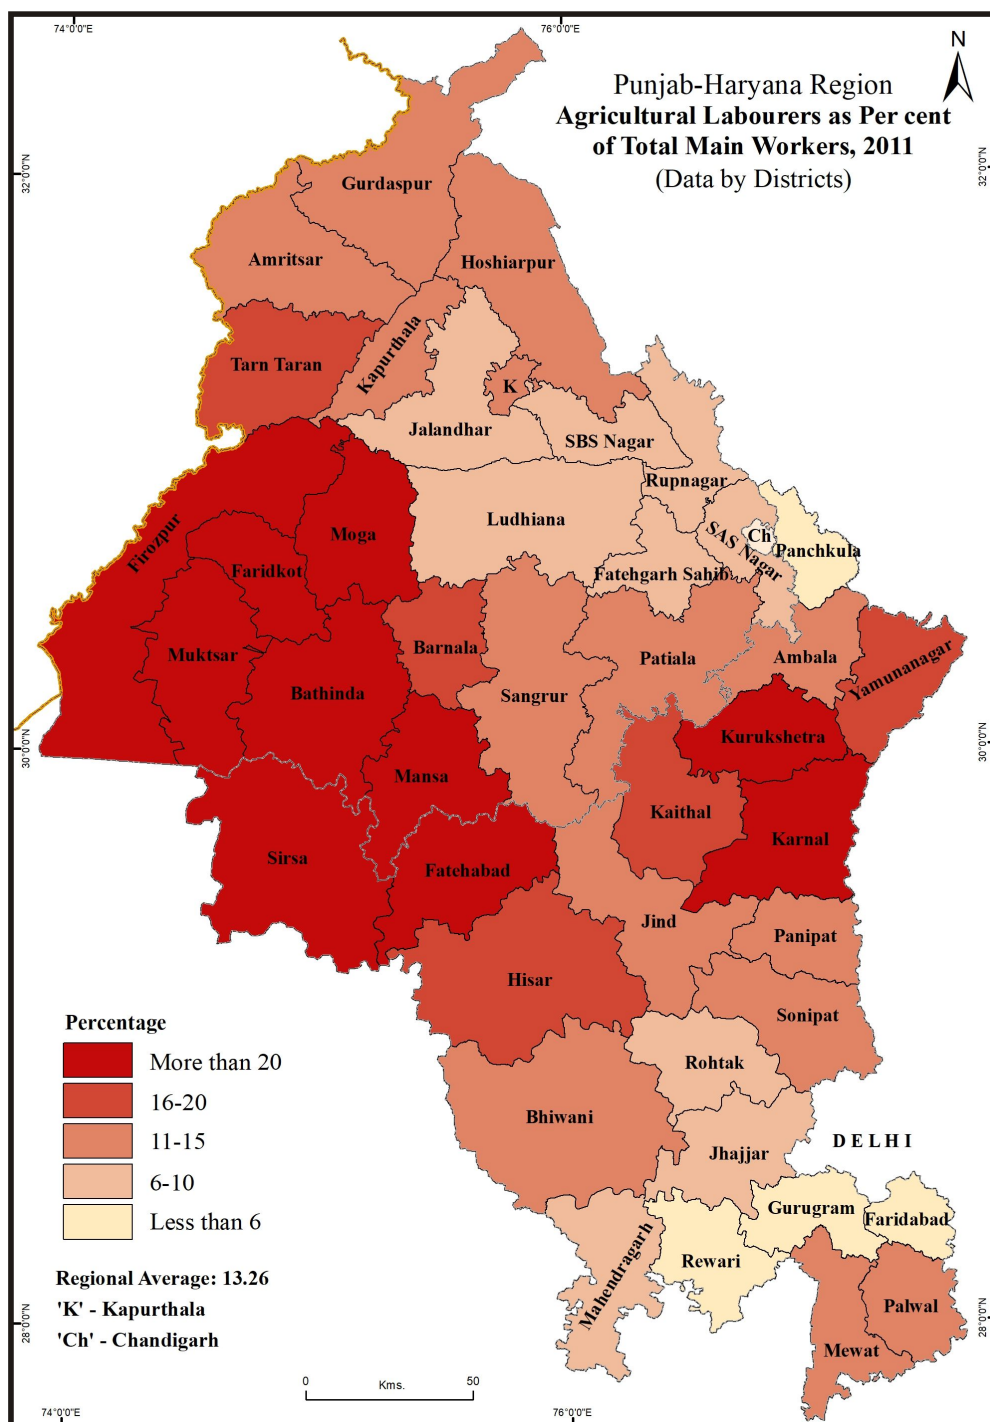 74°0'0"E
76°0'0"E
N
Punjab-Haryana Region
Agricultural Labourers as Per cent
of Total Main Workers, 2011
(Data by Districts)
32°0'0"N
32°0'0"N
Gurdaspur
Amritsar
Hoshiarpur
Kapurthala
Tarn Taran
K
Jalandhar
SBS Nagar
Rupnagar
Ludhiana
Moga
Firozpur
Ch
SAS Nagar
Panchkula
Faridkot
Fatehgarh Sahib
Muktsar
Barnala
Patiala
Ambala
Yamunanagar
Bathinda
Sangrur
30°0'0"N
30°0'0"N
Kurukshetra
Mansa
Kaithal
Karnal
Sirsa
Fatehabad
Jind
Panipat
Hisar
Sonipat
Rohtak
Bhiwani
DELHI
Jhajjar
Gurugram
Faridabad
Rewari
Mahendragarh
Palwal
Mewat
Percentage
More than 20
16-20
11-15
6-10
Less than 6
Regional Average: 13.26
'K' - Kapurthala
'Ch' - Chandigarh
28°0'0"N
28°0'0"N
0
50
Kms.
74°0'0"E
76°0'0"E